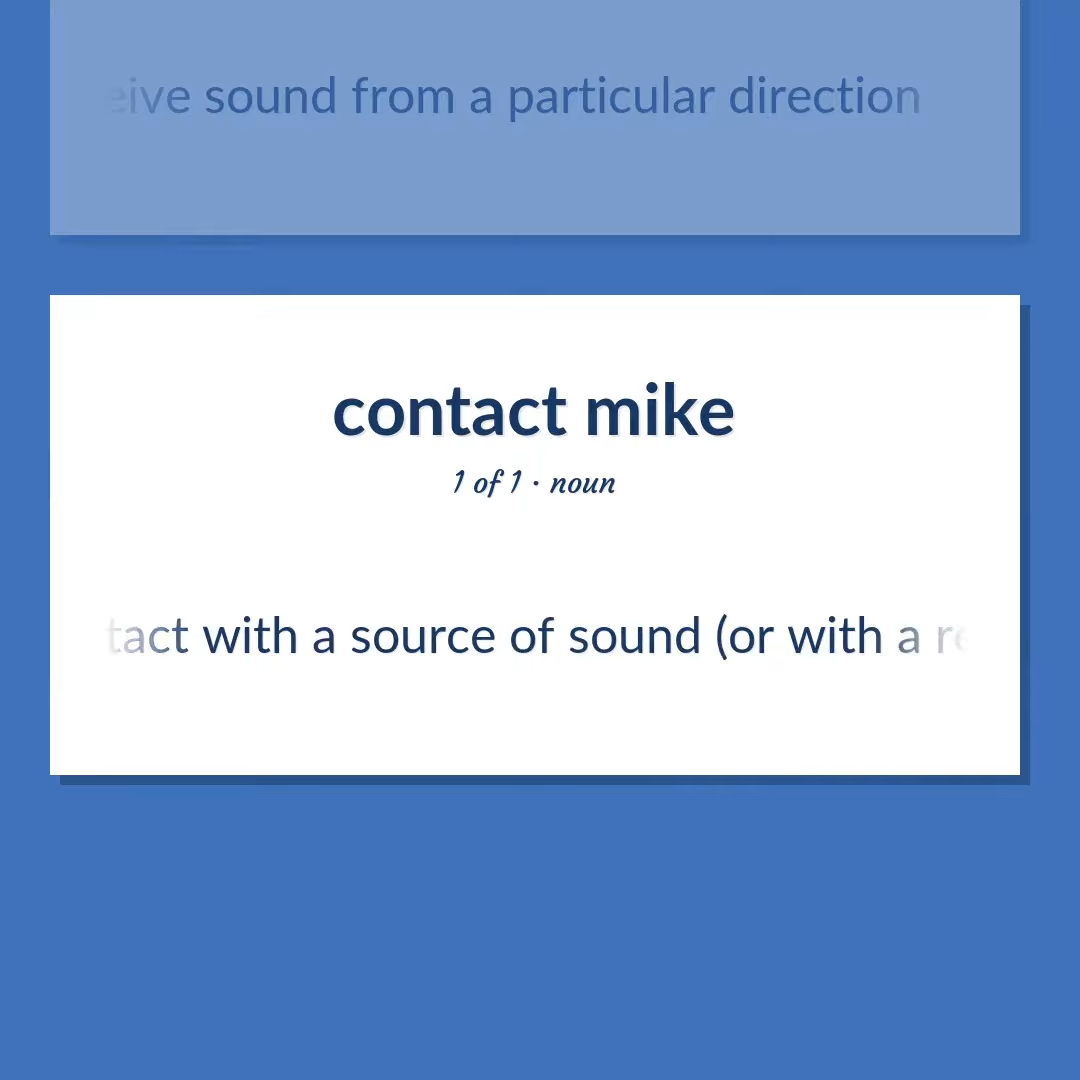 eive sound from a particular direction
contact mike
1 of 1 · noun
tact with a source of sound (or with a re